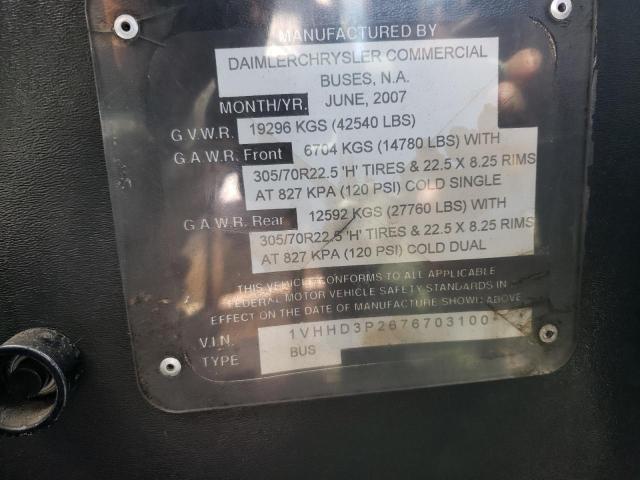 MANUFACTURED BY
DAIMLERCHRYSLER COMMERCIAL
BUSES, N.A.
MONTH/YR. JUNE, 2007
G.V.W.R. 19296 KGS (42540 LBS)
G.A.W.R. Front 6704 KGS (14780 LBS) WITH
305/70R22.5 'H' TIRES & 22.5 X 8.25 RIMS
AT 827 KPA (120 PSI) COLD SINGLE
G.A.W.R. Rear 12592 KGS (27760 LBS) WITH
305/70R22.5 'H' TIRES & 22.5 X 8.25 RIMS
AT 827 KPA (120 PSI) COLD DUAL
THIS VEHICLE CONFORMS TO ALL APPLICABLE
FEDERAL MOTOR VEHICLE SAFETY STANDARDS IN
EFFECT ON THE DATE OF MANUFACTURE SHOWN ABOVE
V.I.N.
TYPE BUS